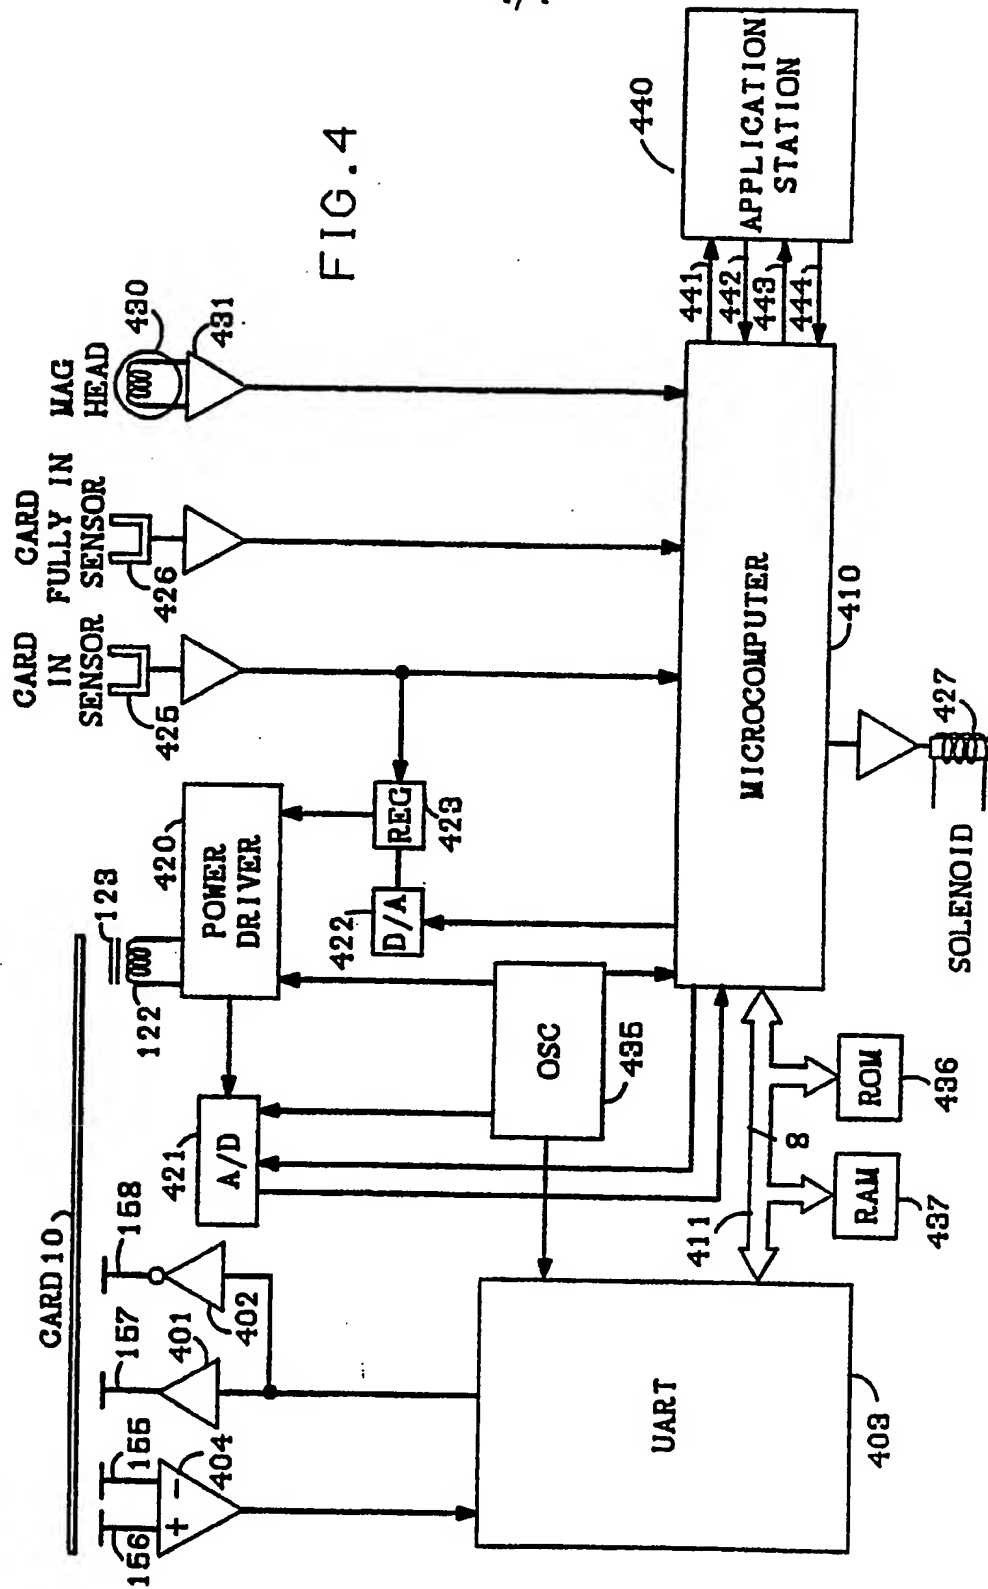 FIG.4
CARD 10
156
155
404
157
401
158
402
122
123
421
A/D
420
POWER
DRIVER
422
D/A
REG
423
CARD
IN
SENSOR
425
CARD
FULLY IN
IN SENSOR
426
MAG
HEAD
430
431
OSC
435
UART
403
411
8
RAM
437
ROM
436
MICROCOMPUTER
410
SOLENOID
427
441
442
443
444
440
APPLICATION
STATION